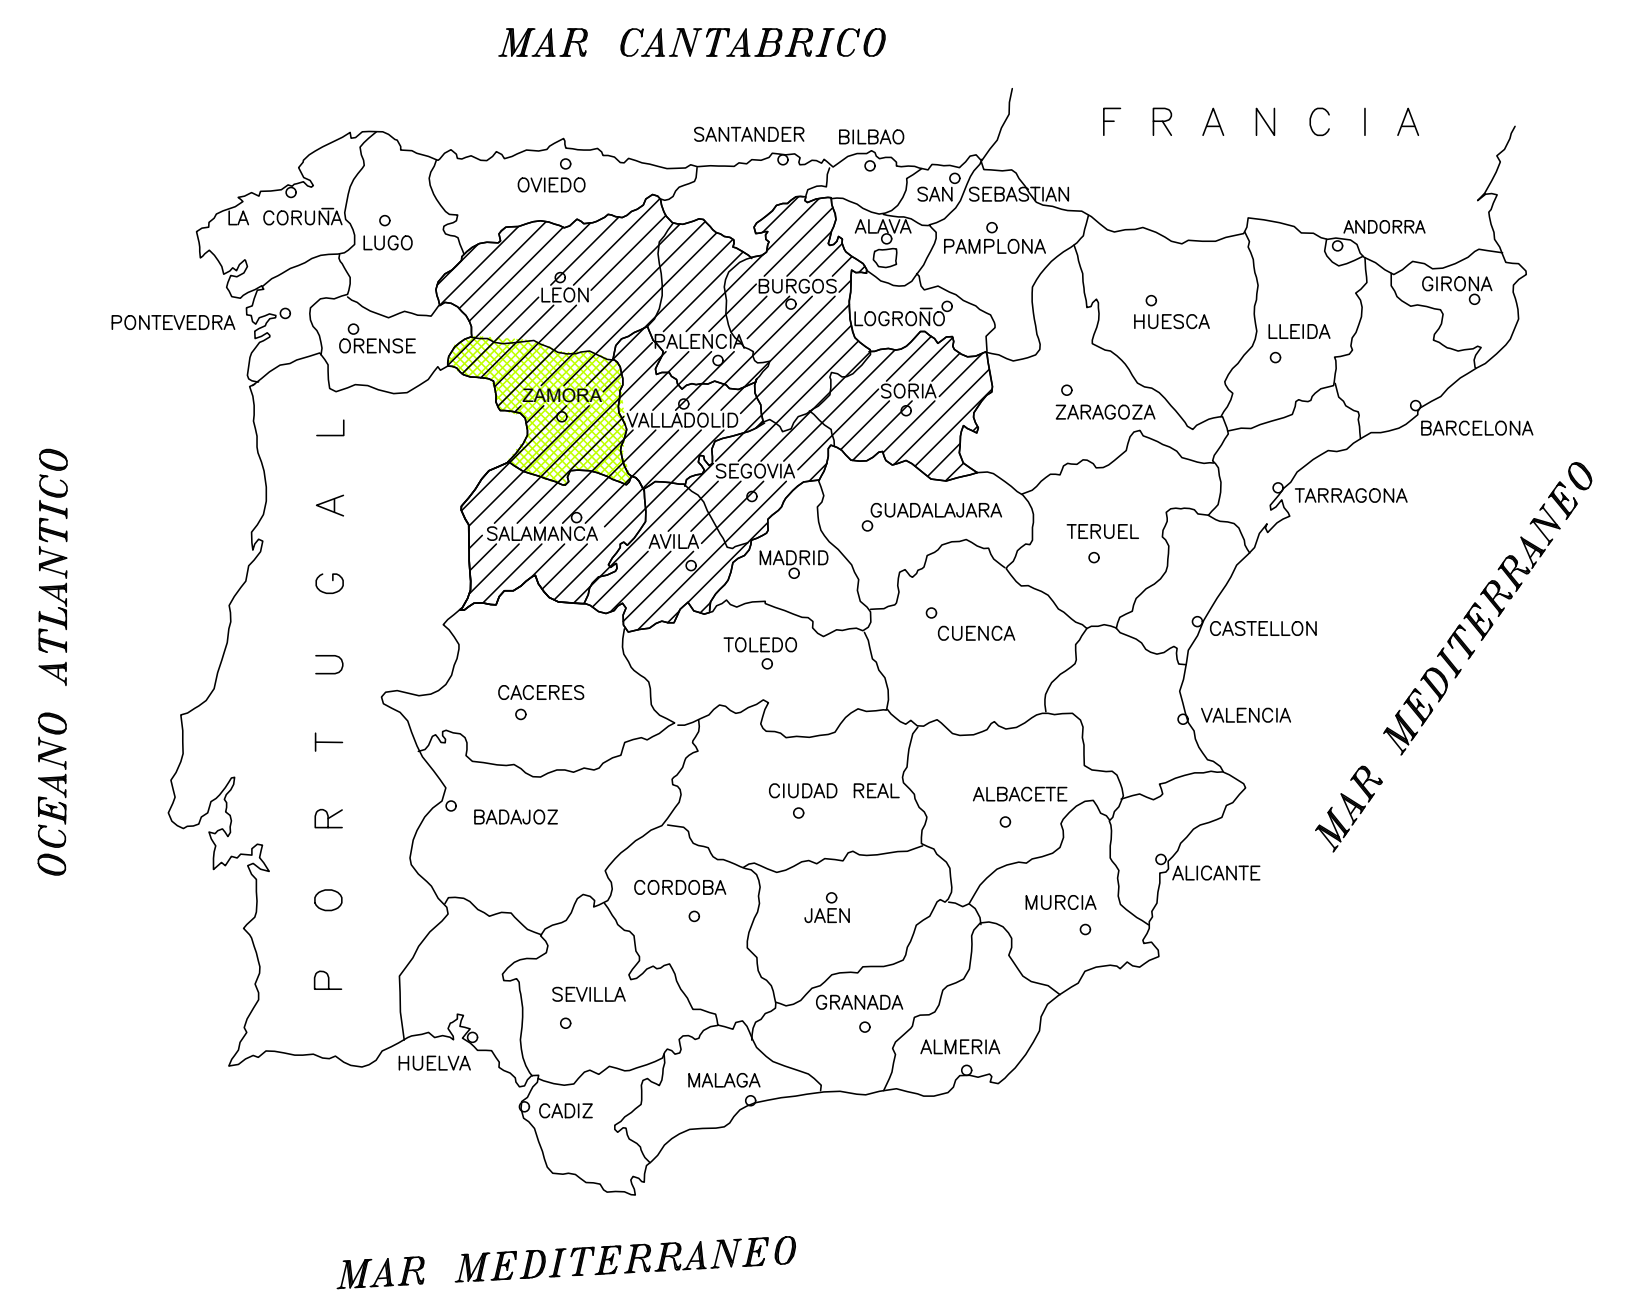 MAR CANTABRICO
FRANCIA
SANTANDER
BILBAO
OVIEDO
SAN SEBASTIAN
LA CORUÑA
LUGO
ALAVA
PAMPLONA
ANDORRA
LEON
BURGOS
GIRONA
PONTEVEDRA
ORENSE
PALENCIA
LOGROÑO
HUESCA
LLEIDA
ZAMORA
VALLADOLID
SORIA
ZARAGOZA
BARCELONA
SEGOVIA
TARRAGONA
SALAMANCA
AVILA
GUADALAJARA
MADRID
TERUEL
OCEANO ATLANTICO
PORTUGAL
MAR MEDITERRANEO
TOLEDO
CUENCA
CASTELLON
CACERES
VALENCIA
BADAJOZ
CIUDAD REAL
ALBACETE
CORDOBA
JAEN
MURCIA
ALICANTE
SEVILLA
GRANADA
HUELVA
ALMERIA
MALAGA
CADIZ
MAR MEDITERRANEO